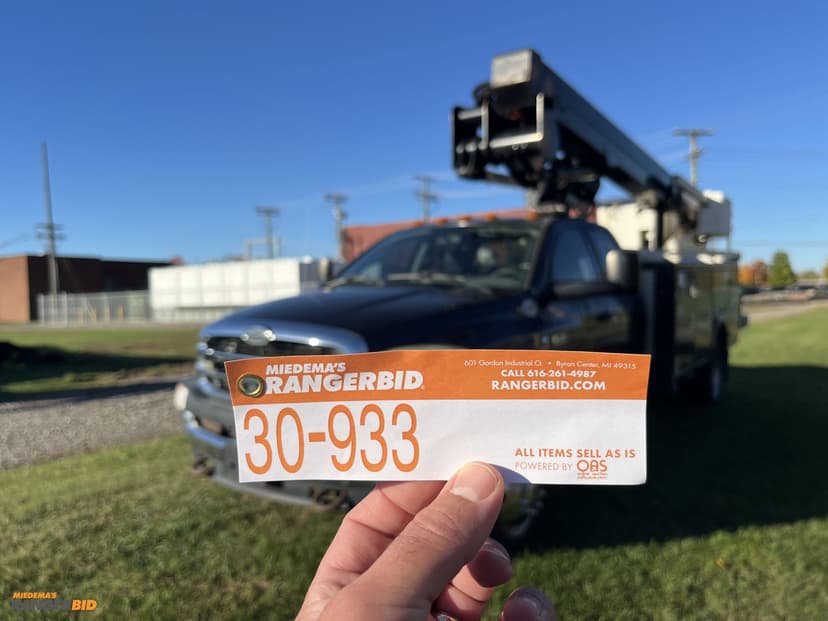 MIEDEMA'S
RANGERBID®
601 Gordon Industrial Ct. • Byron Center, MI 49315
CALL 616-261-4987
RANGERBID.COM
30-933
ALL ITEMS SELL AS IS
POWERED BY OAS
MIEDEMA'S
RANGERBID